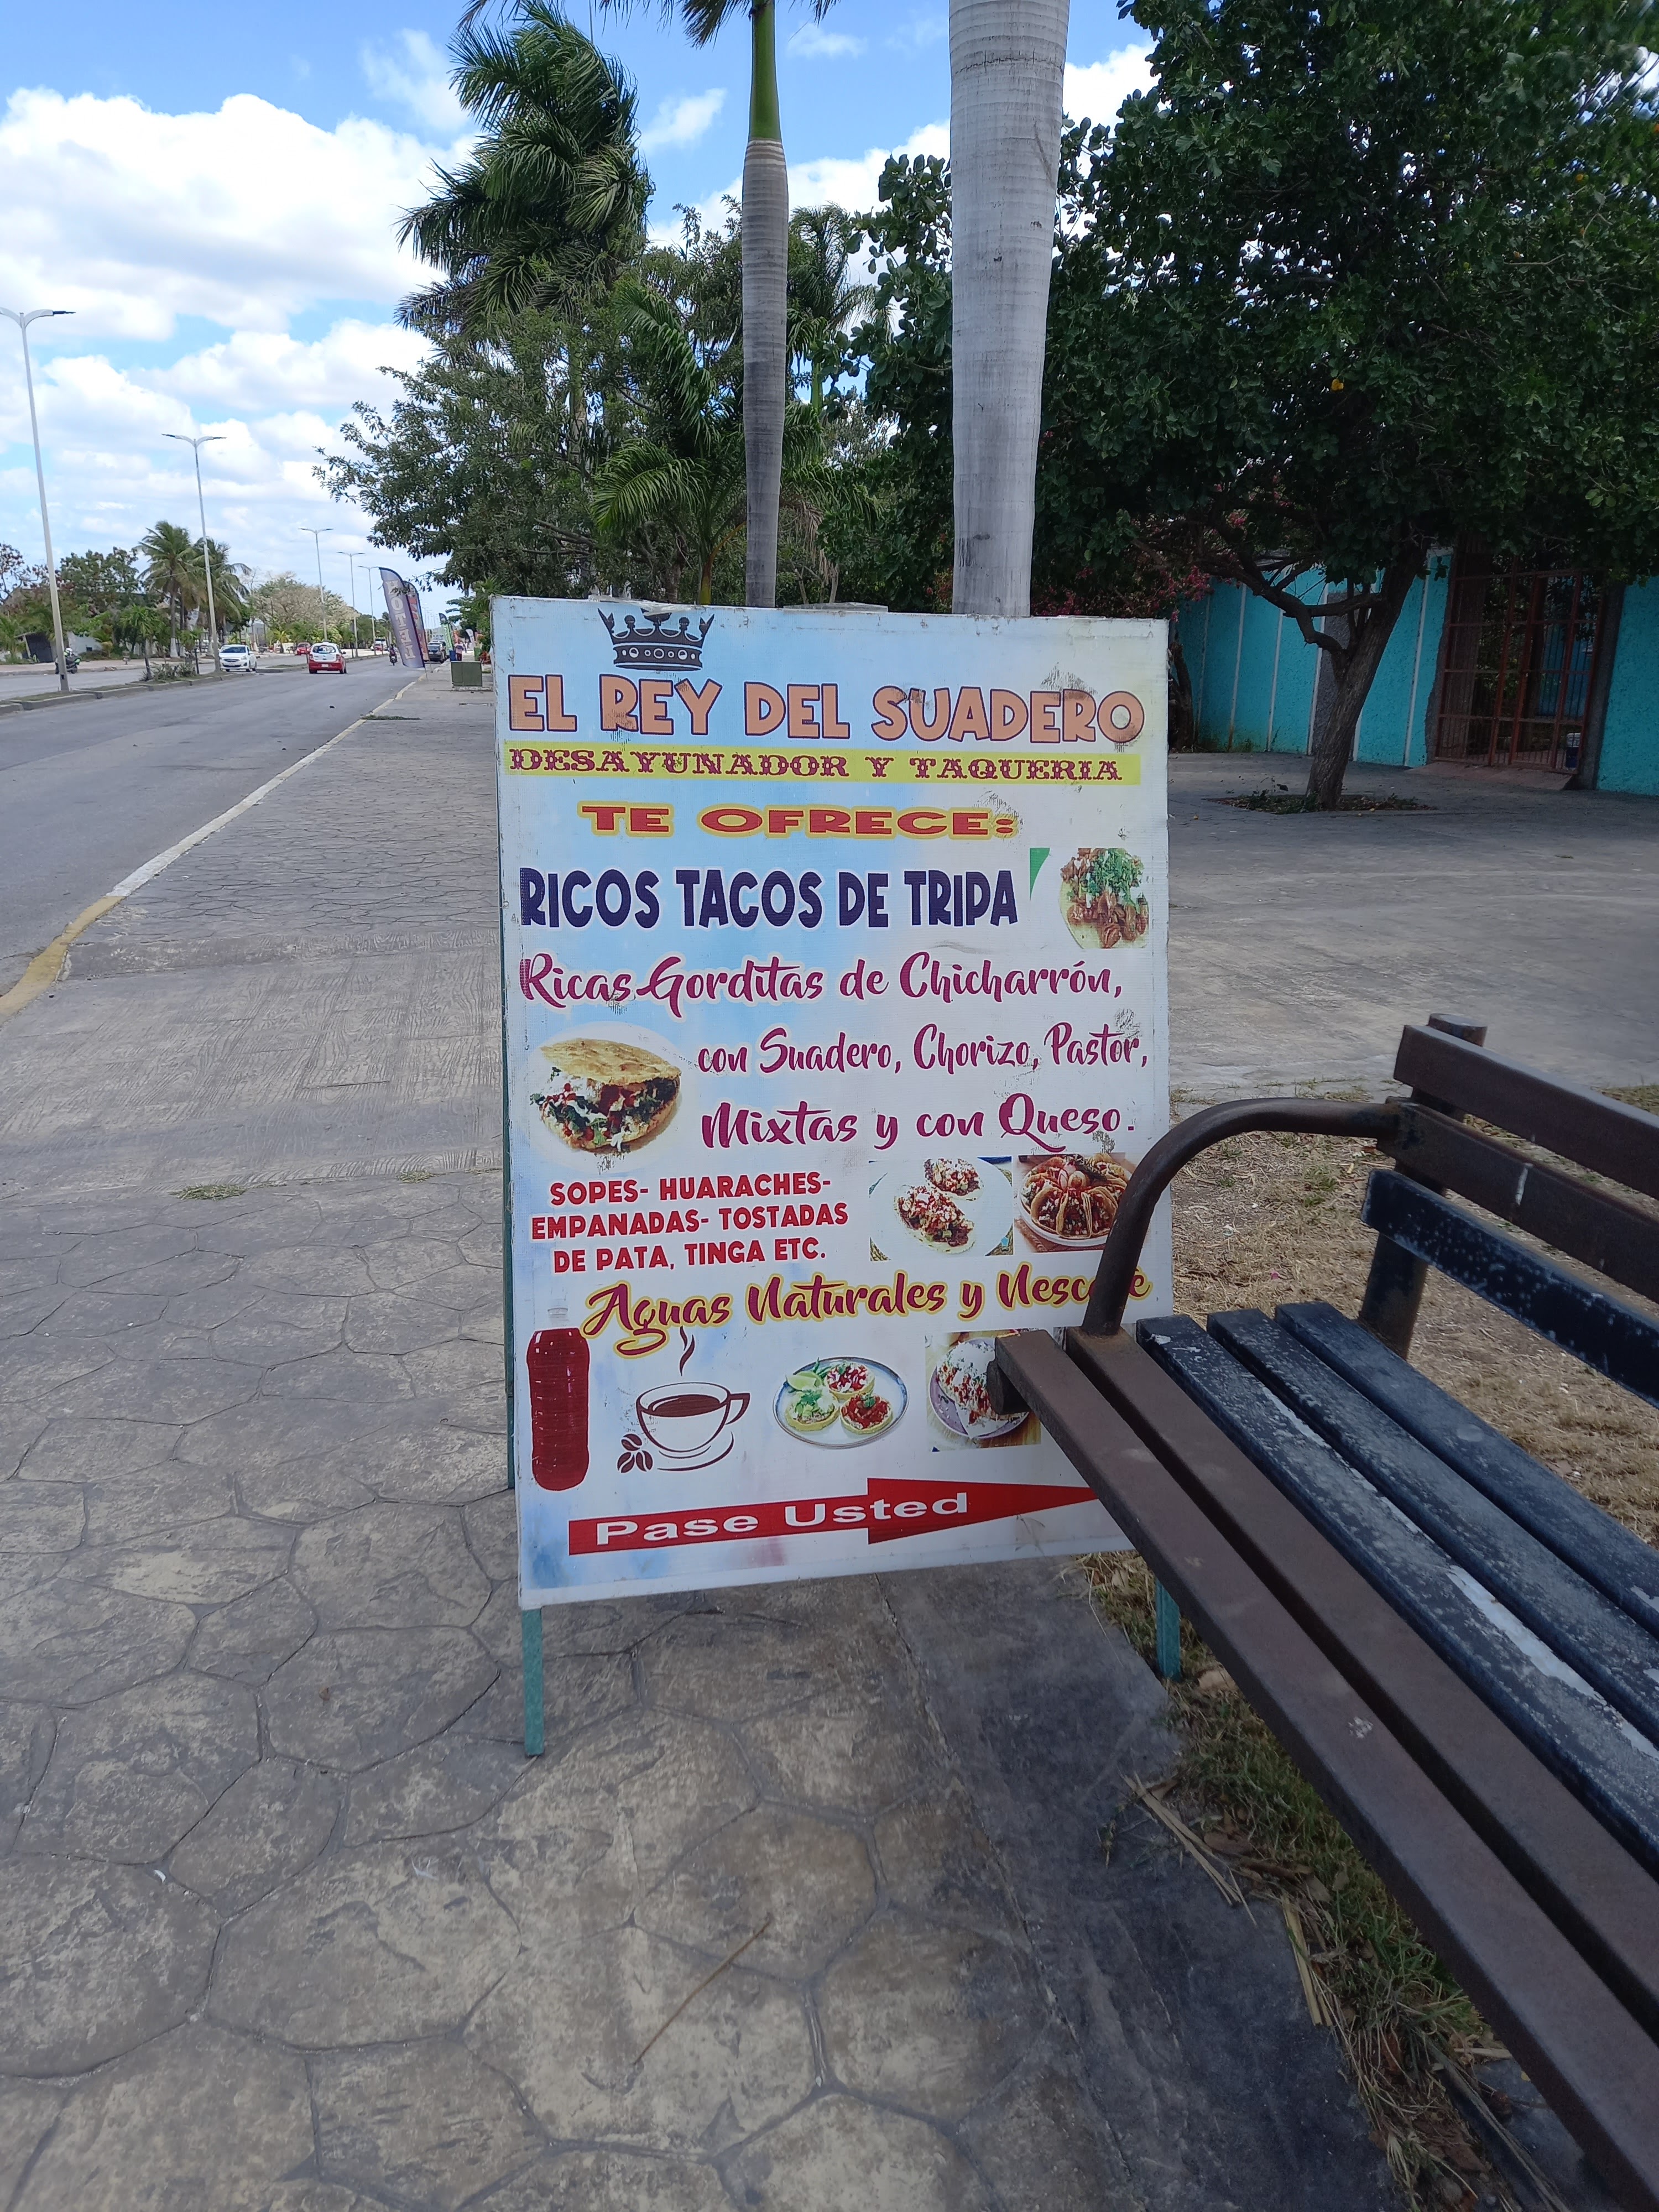 EL REY DEL SUADERO
DESAYUNADOR Y TAQUERIA
TE OFRECE:
RICOS TACOS DE TRIPA
Ricas Gorditas de Chicharrón,
con Suadero, Chorizo, Pastor,
Mixtas y con Queso.
SOPES- HUARACHES-
EMPANADAS- TOSTADAS
DE PATA, TINGA ETC.
Aguas Naturales y
Pase Usted
HOTEL